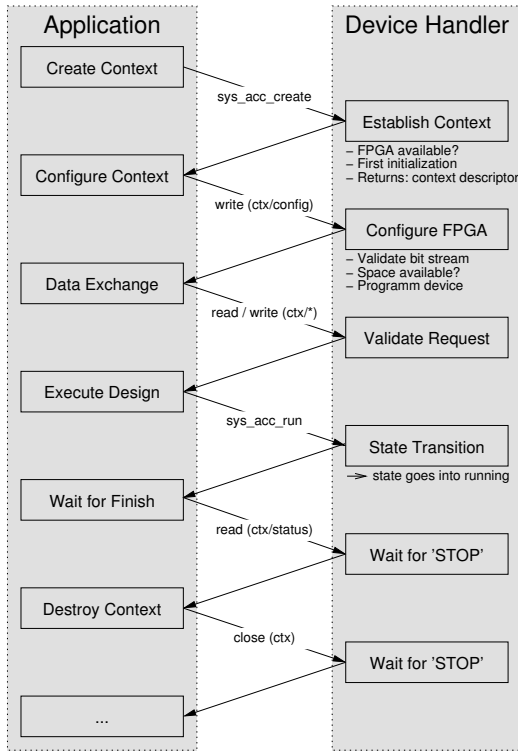 Application
Device Handler
Create Context
sys_acc_create
Establish Context
– FPGA available?
– First initialization
– Returns: context descriptor
Configure Context
write (ctx/config)
Configure FPGA
– Validate bit stream
– Space available?
– Programm device
Data Exchange
read / write (ctx/*)
Validate Request
Execute Design
sys_acc_run
State Transition
→ state goes into running
Wait for Finish
read (ctx/status)
Wait for 'STOP'
Destroy Context
close (ctx)
Wait for 'STOP'
...